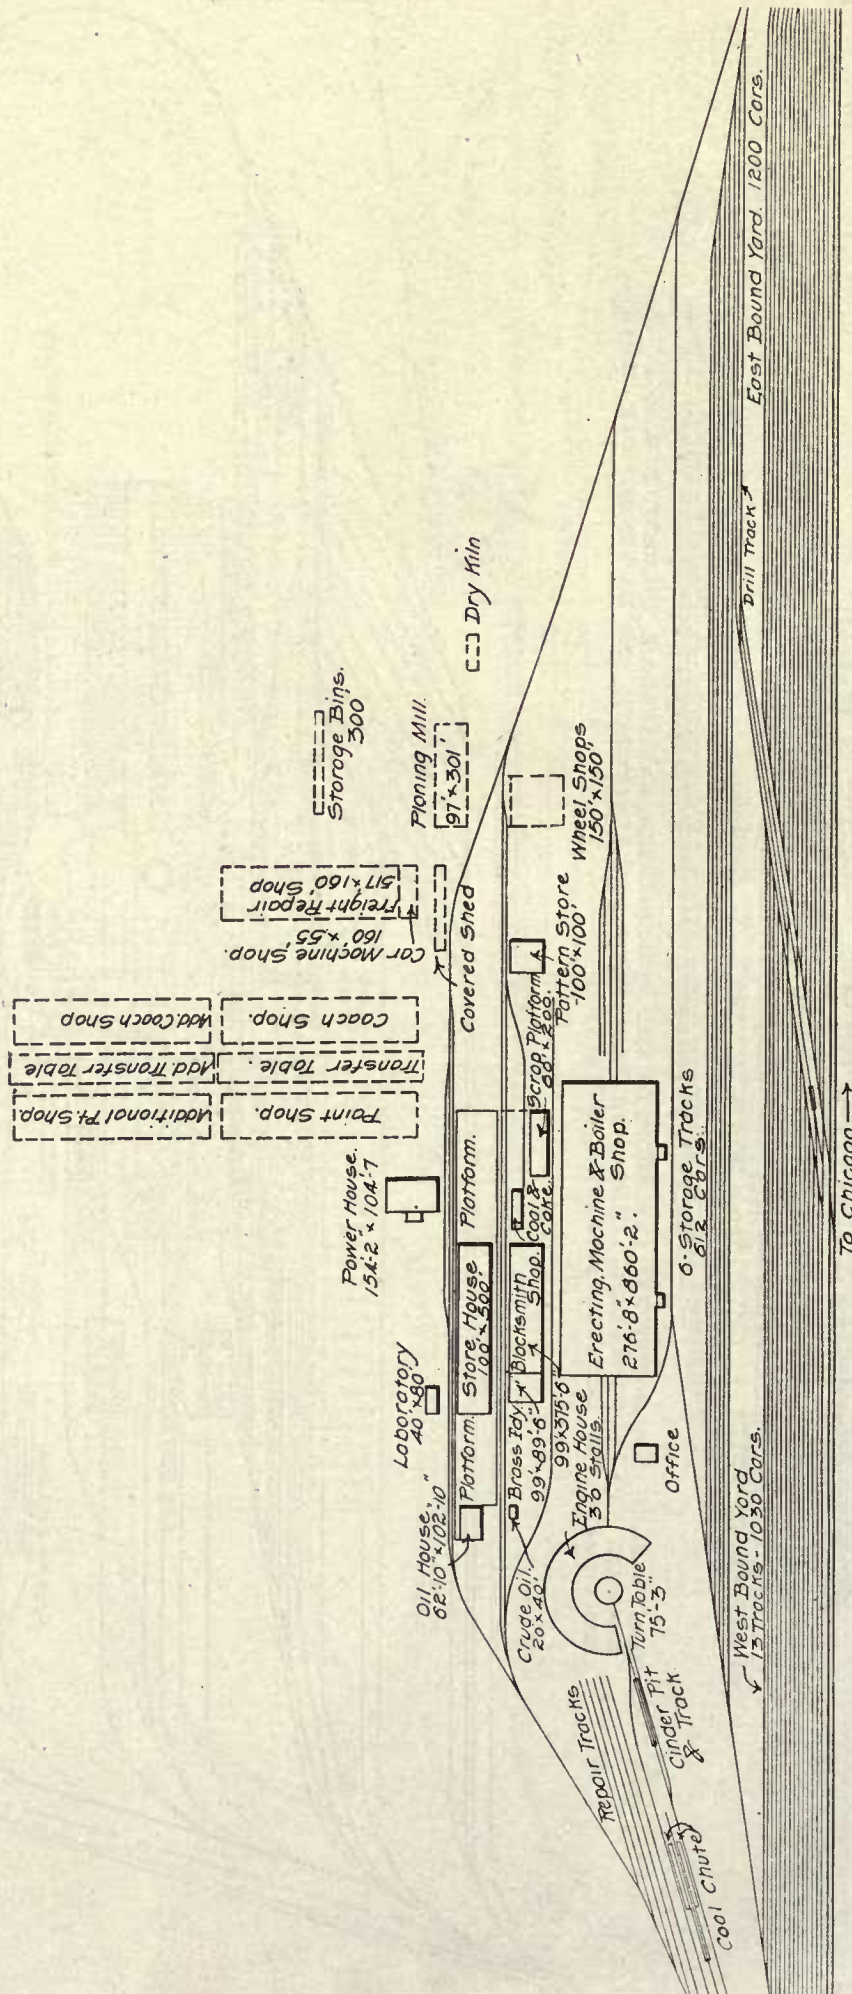 East Bound Yard. 1200 Cars.
Drill Track
Dry Kiln
Storage Bins.
300'
Planing Mill.
97'×301'
Wheel Shops
150'×150'
Freight Repair
517'×160' Shop
Car Machine Shop.
160'×55'
Covered Shed
Pattern Store
100'×100'
Scrap Platform
80'×200'
Coach Shop.
Add. Coach Shop
Transfer Table.
Add Transfer Table
Paint Shop.
Additional Pt. Shop.
Power House.
154'-2"×104'-7
Platform.
Coal &
Coke.
Erecting, Machine & Boiler
Shop.
276'-8"×860'-2."
6-Storage Tracks
612 Cars.
To Chicago
Store House
100'×500'
Blacksmith
Shop.
99'×375'-6"
Laboratory
40'×80'
Platform.
Brass Fdy.
99'×89'-6"
Engine House
30 Stalls.
Office
Oil House.
62'-10"×102'-10"
Crude Oil.
20'×40'
Turn Table
75'-3"
West Bound Yard
13 Tracks-1030 Cars.
Repair Tracks
Cinder Pit
& Track.
Coal Chute